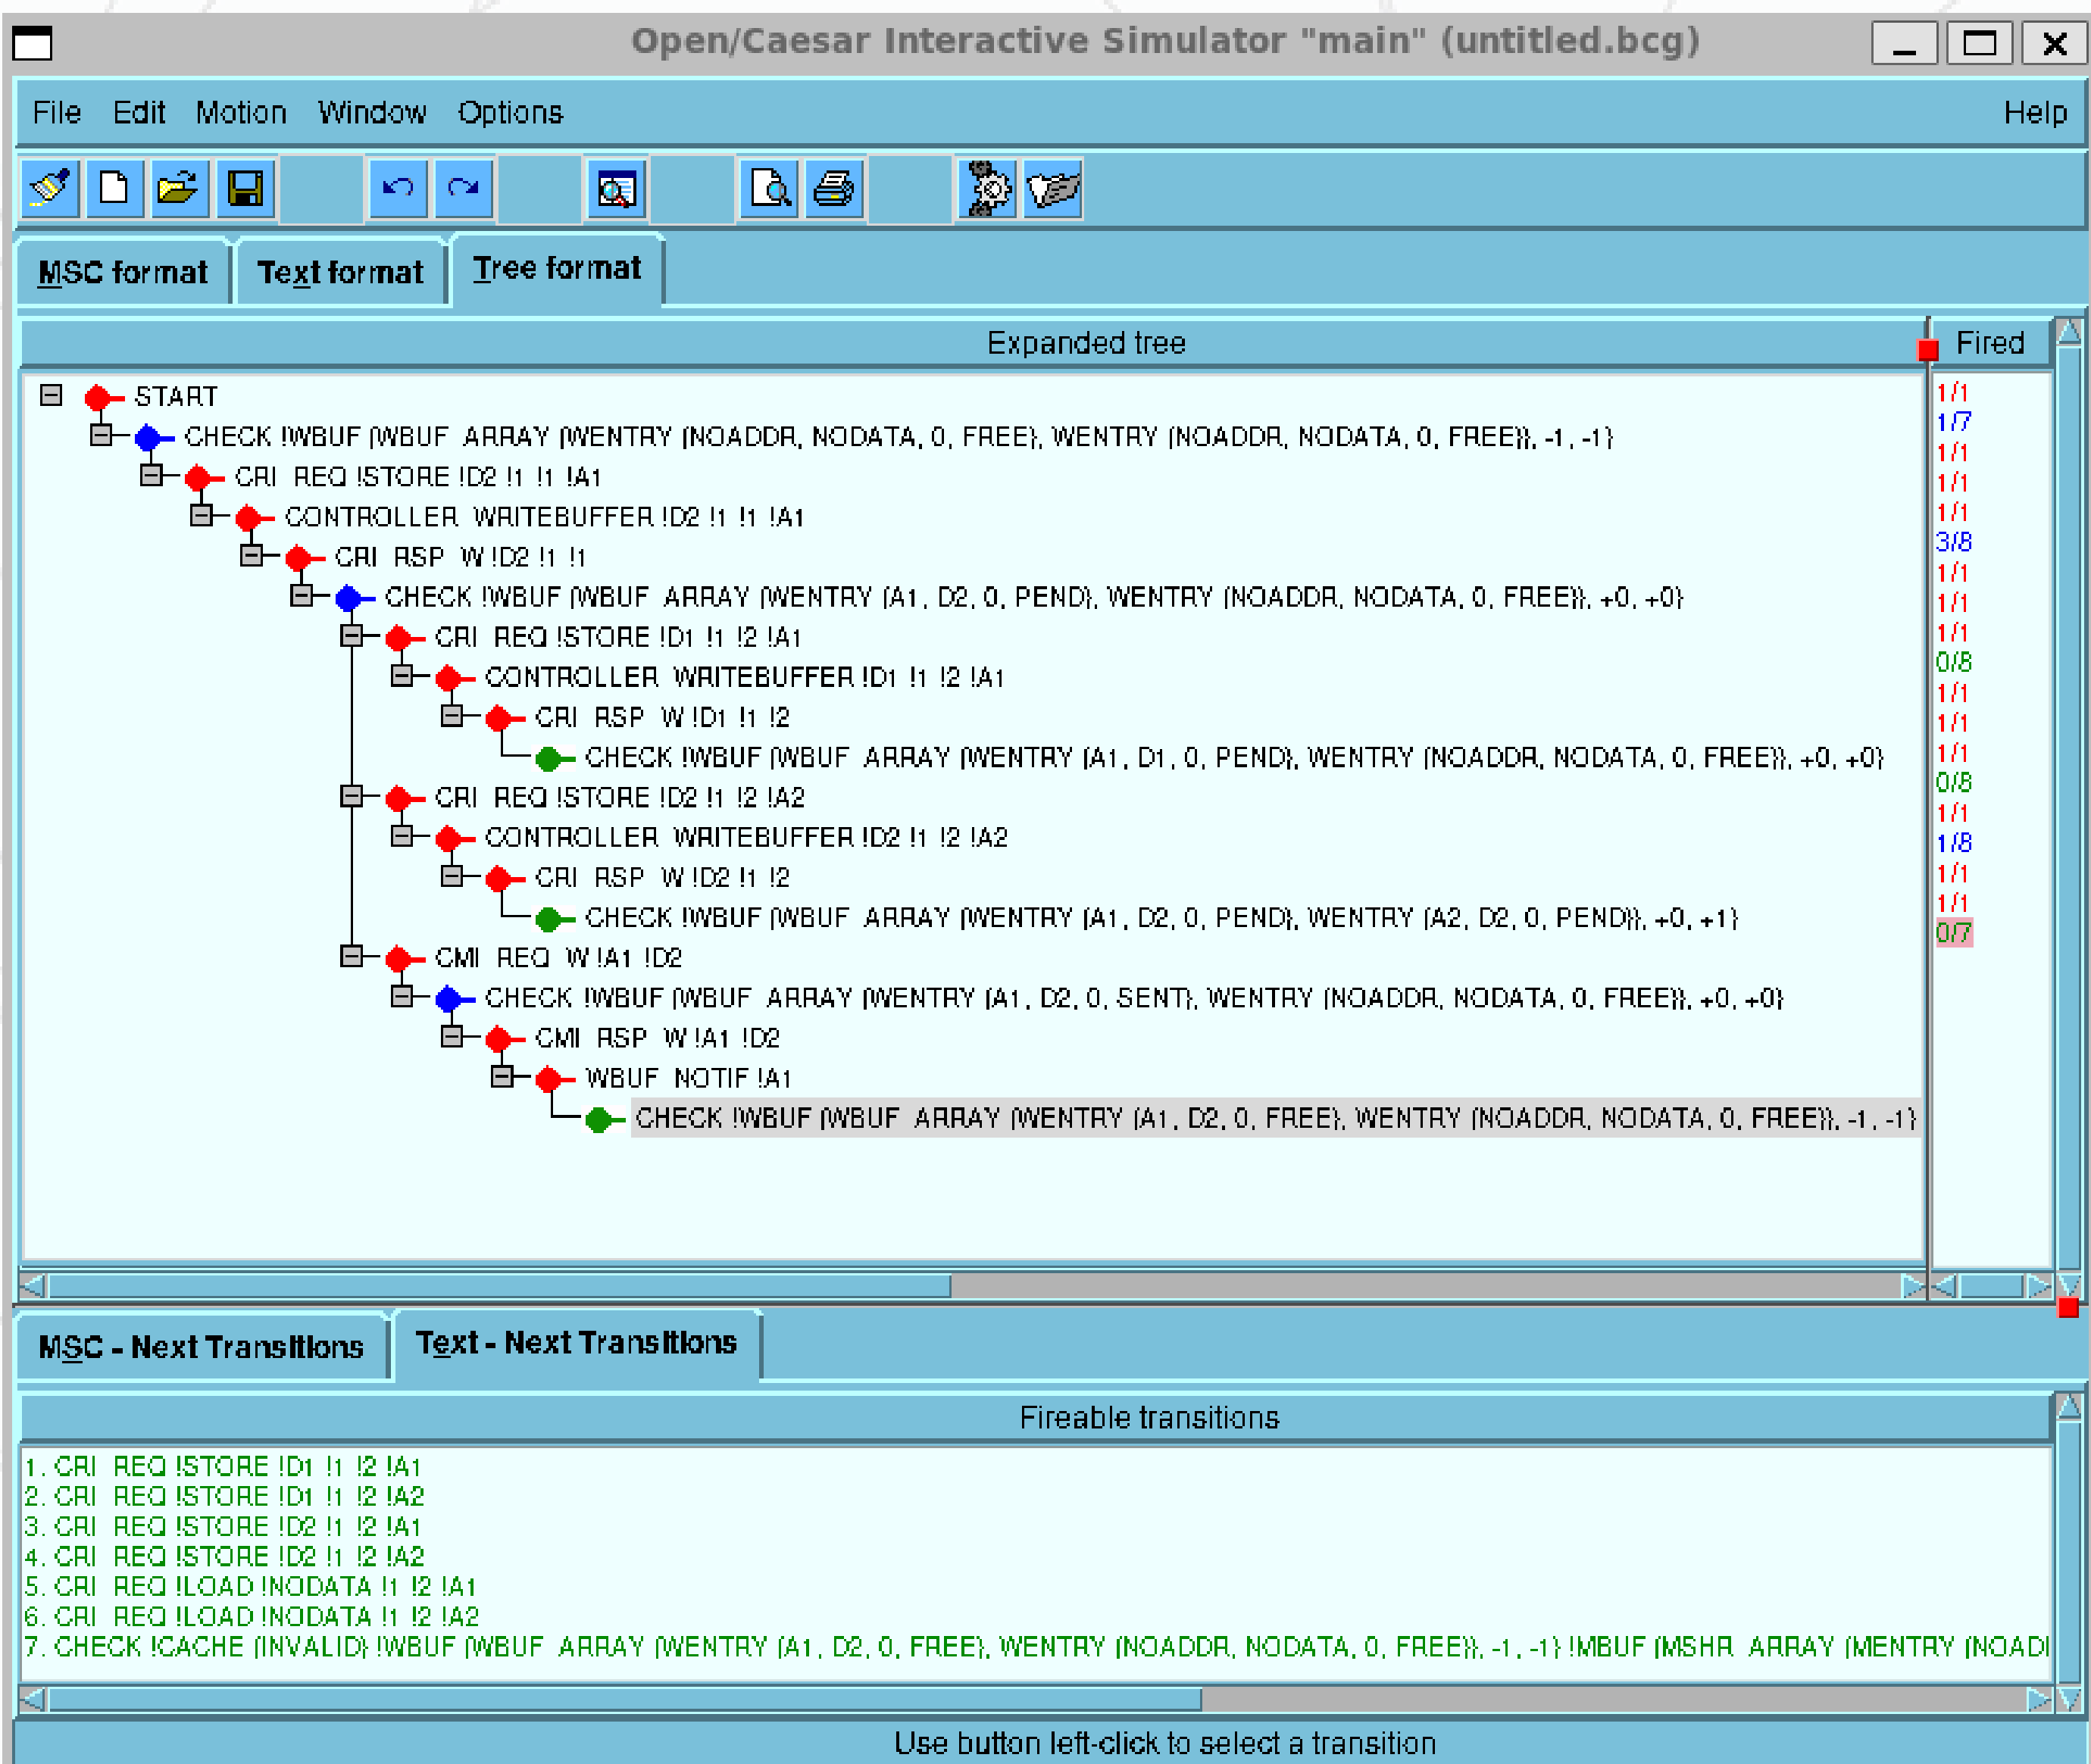 Open/Caesar Interactive Simulator "main" (untitled.bcg)
File Edit Motion Window Options Help
MSC format Text format Tree format
Expanded tree Fired
START 1/1
CHECK !WBUF (WBUF_ARRAY (WENTRY (NOADDR, NODATA, 0, FREE), WENTRY (NOADDR, NODATA, 0, FREE)), -1, -1) 1/7
CRI_REQ !STORE !D2 !1 !1 !A1 1/1
CONTROLLER_WRITEBUFFER !D2 !1 !1 !A1 1/1
CRI_RSP_W !D2 !1 !1 1/1
CHECK !WBUF (WBUF_ARRAY (WENTRY (A1, D2, 0, PEND), WENTRY (NOADDR, NODATA, 0, FREE)), +0, +0) 3/8
CRI_REQ !STORE !D1 !1 !2 !A1 1/1
CONTROLLER_WRITEBUFFER !D1 !1 !2 !A1 1/1
CRI_RSP_W !D1 !1 !2 1/1
CHECK !WBUF (WBUF_ARRAY (WENTRY (A1, D1, 0, PEND), WENTRY (NOADDR, NODATA, 0, FREE)), +0, +0) 0/8
CRI_REQ !STORE !D2 !1 !2 !A2 1/1
CONTROLLER_WRITEBUFFER !D2 !1 !2 !A2 1/1
CRI_RSP_W !D2 !1 !2 1/1
CHECK !WBUF (WBUF_ARRAY (WENTRY (A1, D2, 0, PEND), WENTRY (A2, D2, 0, PEND)), +0, +1) 0/8
CMI_REQ_W !A1 !D2 1/1
CHECK !WBUF (WBUF_ARRAY (WENTRY (A1, D2, 0, SENT), WENTRY (NOADDR, NODATA, 0, FREE)), +0, +0) 1/8
CMI_RSP_W !A1 !D2 1/1
WBUF_NOTIF !A1 1/1
CHECK !WBUF (WBUF_ARRAY (WENTRY (A1, D2, 0, FREE), WENTRY (NOADDR, NODATA, 0, FREE)), -1, -1) 0/7
MSC - Next Transitions Text - Next Transitions
Fireable transitions
1. CRI_REQ !STORE !D1 !1 !2 !A1
2. CRI_REQ !STORE !D1 !1 !2 !A2
3. CRI_REQ !STORE !D2 !1 !2 !A1
4. CRI_REQ !STORE !D2 !1 !2 !A2
5. CRI_REQ !LOAD !NODATA !1 !2 !A1
6. CRI_REQ !LOAD !NODATA !1 !2 !A2
7. CHECK !CACHE (INVALID) !WBUF (WBUF_ARRAY (WENTRY (A1, D2, 0, FREE), WENTRY (NOADDR, NODATA, 0, FREE)), -1, -1) !MBUF (MSHR_ARRAY (MENTRY (NOAD
Use button left-click to select a transition